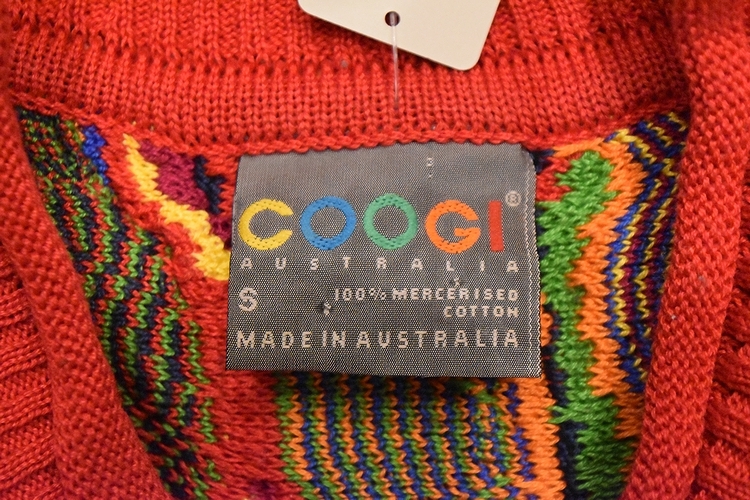 COOGI®
AUSTRALIA
S 100% MERCERISED
COTTON
MADE IN AUSTRALIA